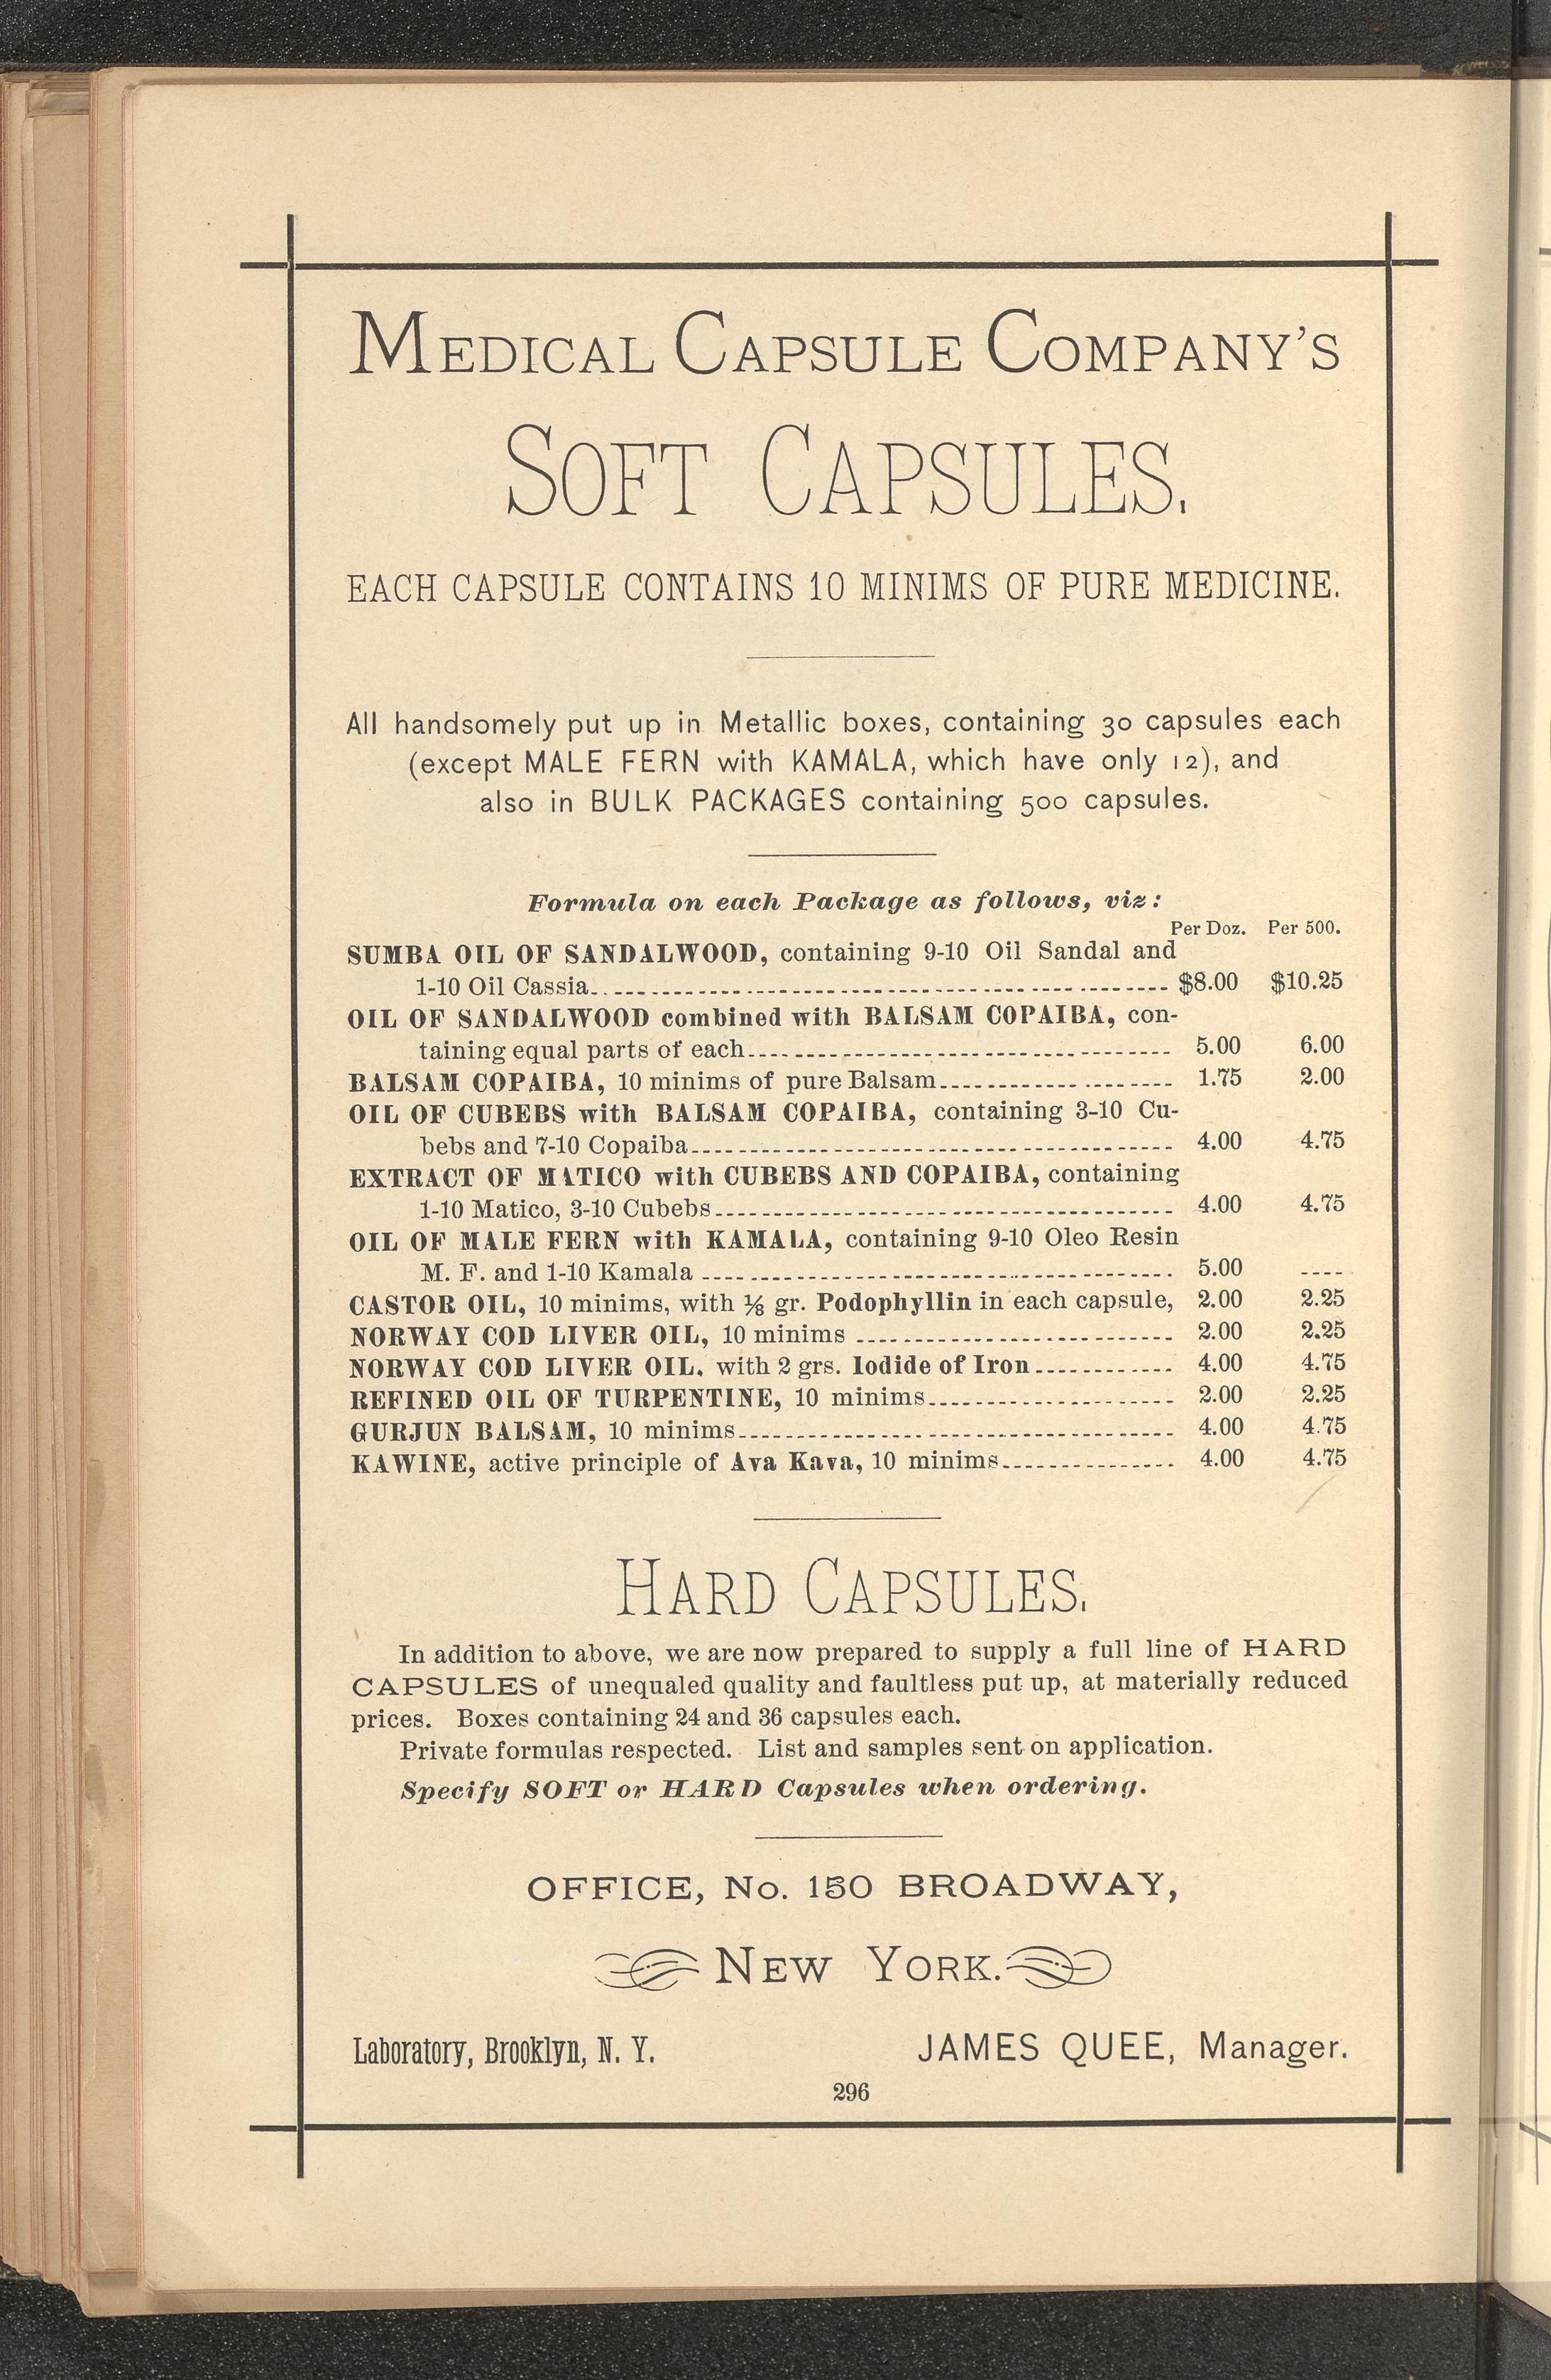 MEDICAL CAPSULE COMPANY'S
SOFT CAPSULES.
EACH CAPSULE CONTAINS 10 MINIMS OF PURE MEDICINE.
All handsomely put up in Metallic boxes, containing 30 capsules each
(except MALE FERN with KAMALA, which have only 12), and
also in BULK PACKAGES containing 500 capsules.
Formula on each Package as follows, viz:
Per Doz. Per 500.
SUMBA OIL OF SANDALWOOD, containing 9-10 Oil Sandal and
1-10 Oil Cassia $8.00 $10.25
OIL OF SANDALWOOD combined with BALSAM COPAIBA, con-
taining equal parts of each 5.00 6.00
BALSAM COPAIBA, 10 minims of pure Balsam 1.75 2.00
OIL OF CUBEBS with BALSAM COPAIBA, containing 3-10 Cu-
bebs and 7-10 Copaiba 4.00 4.75
EXTRACT OF MATICO with CUBEBS AND COPAIBA, containing
1-10 Matico, 3-10 Cubebs 4.00 4.75
OIL OF MALE FERN with KAMALA, containing 9-10 Oleo Resin
M. F. and 1-10 Kamala 5.00 ----
CASTOR OIL, 10 minims, with ⅛ gr. Podophyllin in each capsule, 2.00 2.25
NORWAY COD LIVER OIL, 10 minims 2.00 2.25
NORWAY COD LIVER OIL. with 2 grs. Iodide of Iron 4.00 4.75
REFINED OIL OF TURPENTINE, 10 minims 2.00 2.25
GURJUN BALSAM, 10 minims 4.00 4.75
KAWINE, active principle of Ava Kava, 10 minims 4.00 4.75
HARD CAPSULES.
In addition to above, we are now prepared to supply a full line of HARD
CAPSULES of unequaled quality and faultless put up, at materially reduced
prices. Boxes containing 24 and 36 capsules each.
Private formulas respected. List and samples sent on application.
Specify SOFT or HARD Capsules when ordering.
OFFICE, No. 150 BROADWAY,
NEW YORK.
Laboratory, Brooklyn, N. Y. JAMES QUEE, Manager.
296